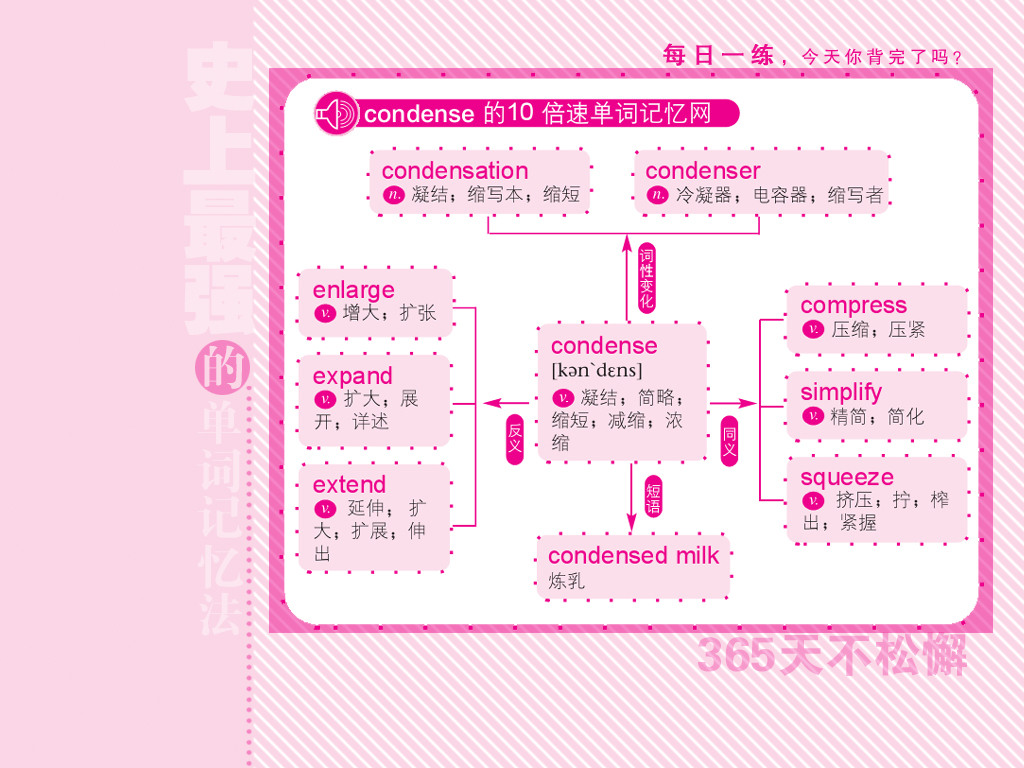 每日一练，今天你背完了吗？
史上最强的单词记忆法
condense 的10 倍速单词记忆网
condensation
n. 凝结；缩写本；缩短
condenser
n. 冷凝器；电容器；缩写者
词性变化
enlarge
v. 增大；扩张
expand
v. 扩大；展
开；详述
extend
v. 延伸； 扩
大；扩展；伸
出
反义
condense
[kən`dɛns]
v. 凝结；简略；
缩短；减缩；浓
缩
同义
compress
v. 压缩；压紧
simplify
v. 精简；简化
squeeze
v. 挤压；拧；榨
出；紧握
短语
condensed milk
炼乳
365天不松懈